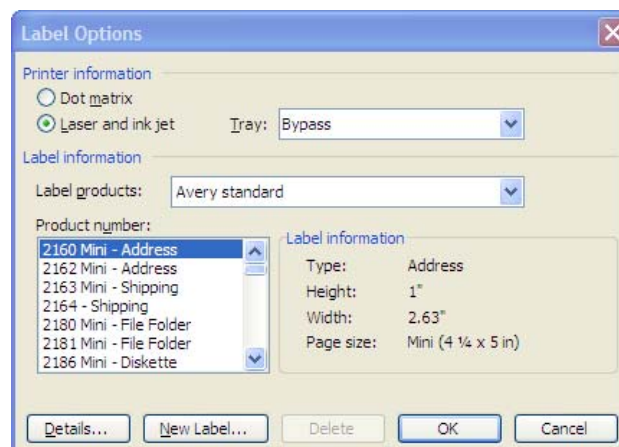 Label Options
Printer information
Dot matrix
Laser and ink jet Tray: Bypass
Label information
Label products: Avery standard
Product number:
2160 Mini - Address
2162 Mini - Address
2163 Mini - Shipping
2164 - Shipping
2180 Mini - File Folder
2181 Mini - File Folder
2186 Mini - Diskette
Label information
Type: Address
Height: 1"
Width: 2.63"
Page size: Mini (4 ¼ x 5 in)
Details... New Label... Delete OK Cancel